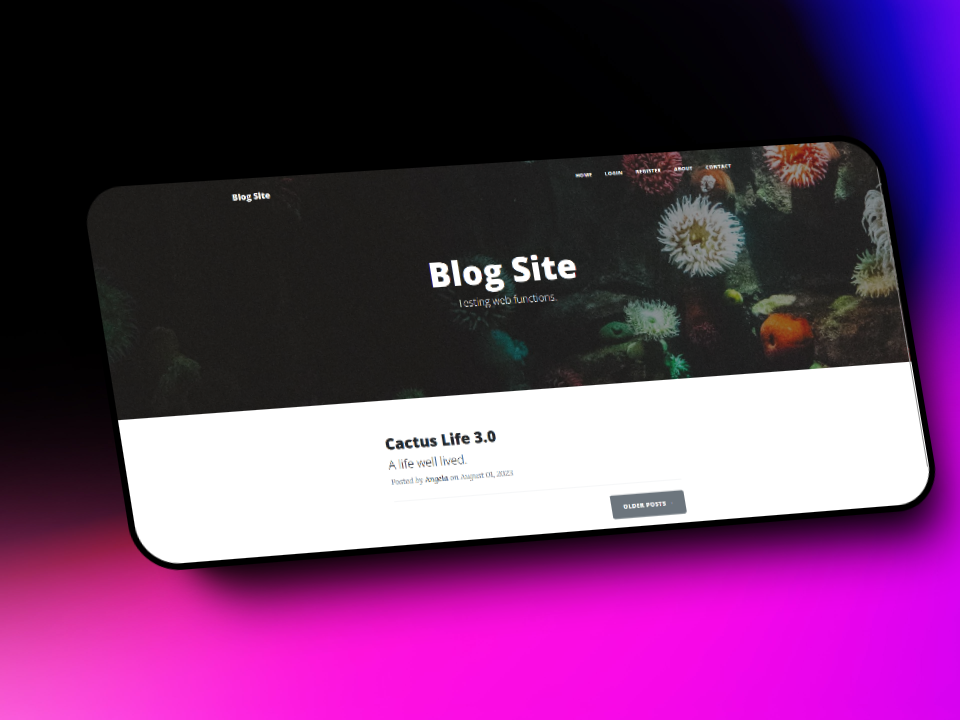 Blog Site
HOME LOGIN REGISTER ABOUT CONTACT
Blog Site
Testing web functions.
Cactus Life 3.0
A life well lived.
Posted by Angela on August 01, 2023
OLDER POSTS